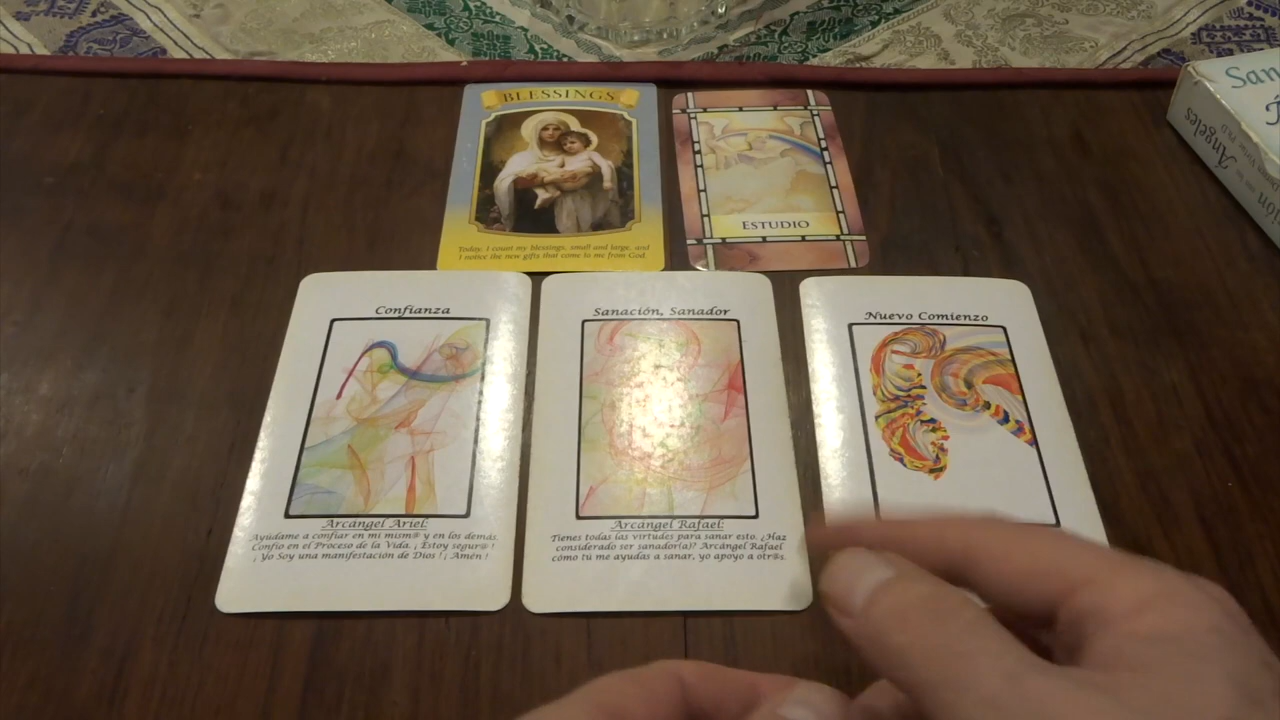 BLESSINGS
Today, I count my blessings, small and large, and
I notice the new gifts that come to me from God.
ESTUDIO
Confianza
Arcángel Ariel:
Ayúdame a confiar en mi mism@ y en los demás.
Confío en el Proceso de la Vida. ¡ Estoy segur@ !
¡ Yo Soy una manifestación de Dios ! ¡ Amén !
Sanación, Sanador
Arcángel Rafael:
Tienes todas las virtudes para sanar esto. ¿Haz
considerado ser sanador(a)? Arcángel Rafael
cómo tú me ayudas a sanar, yo apoyo a otr@s.
Nuevo Comienzo
San
Ángeles